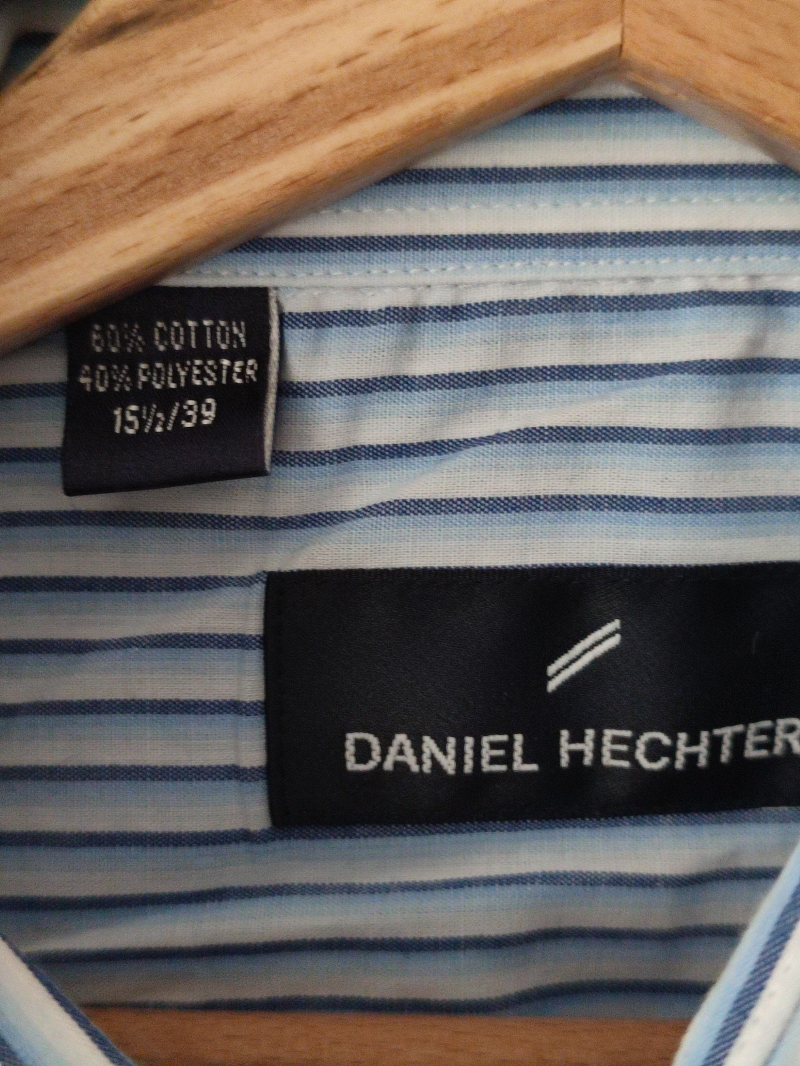 60% COTTON
40% POLYESTER
15½/39
DANIEL HECHTER